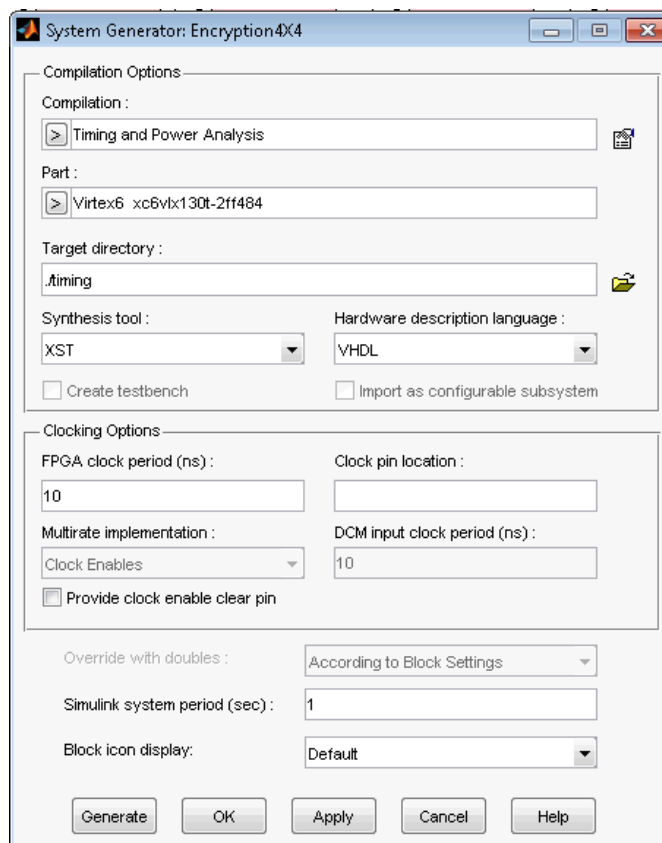 System Generator: Encryption4X4
Compilation Options
Compilation :
> Timing and Power Analysis
Part :
> Virtex6 xc6vlx130t-2ff484
Target directory :
./timing
Synthesis tool : Hardware description language :
XST VHDL
Create testbench Import as configurable subsystem
Clocking Options
FPGA clock period (ns) : Clock pin location :
10
Multirate implementation : DCM input clock period (ns) :
Clock Enables 10
Provide clock enable clear pin
Override with doubles : According to Block Settings
Simulink system period (sec) : 1
Block icon display: Default
Generate OK Apply Cancel Help